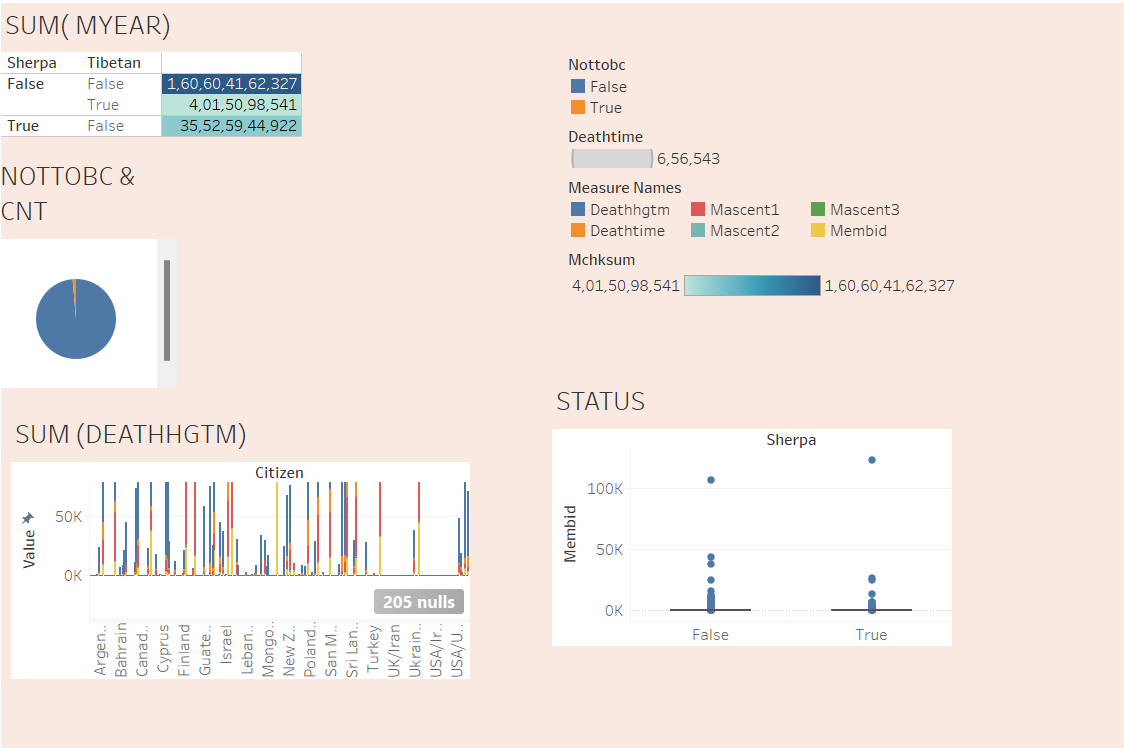 SUM( MYEAR)
Sherpa Tibetan
False False 1,60,60,41,62,327
True 4,01,50,98,541
True False 35,52,59,44,922
NOTTOBC &
CNT
Nottobc
False
True
Deathtime
6,56,543
Measure Names
Deathhgtm Mascent1 Mascent3
Deathtime Mascent2 Membid
Mchksum
4,01,50,98,541 1,60,60,41,62,327
SUM (DEATHHGTM)
Citizen
Value
50K
0K
205 nulls
Argen..
Bahrain
Canad..
Cyprus
Finland
Guate..
Israel
Leban..
Mongo..
New Z..
Poland..
San M..
Sri Lan..
Turkey
UK/Iran
Ukrain..
USA/Ir..
USA/U..
STATUS
Sherpa
Membid
100K
50K
0K
False True